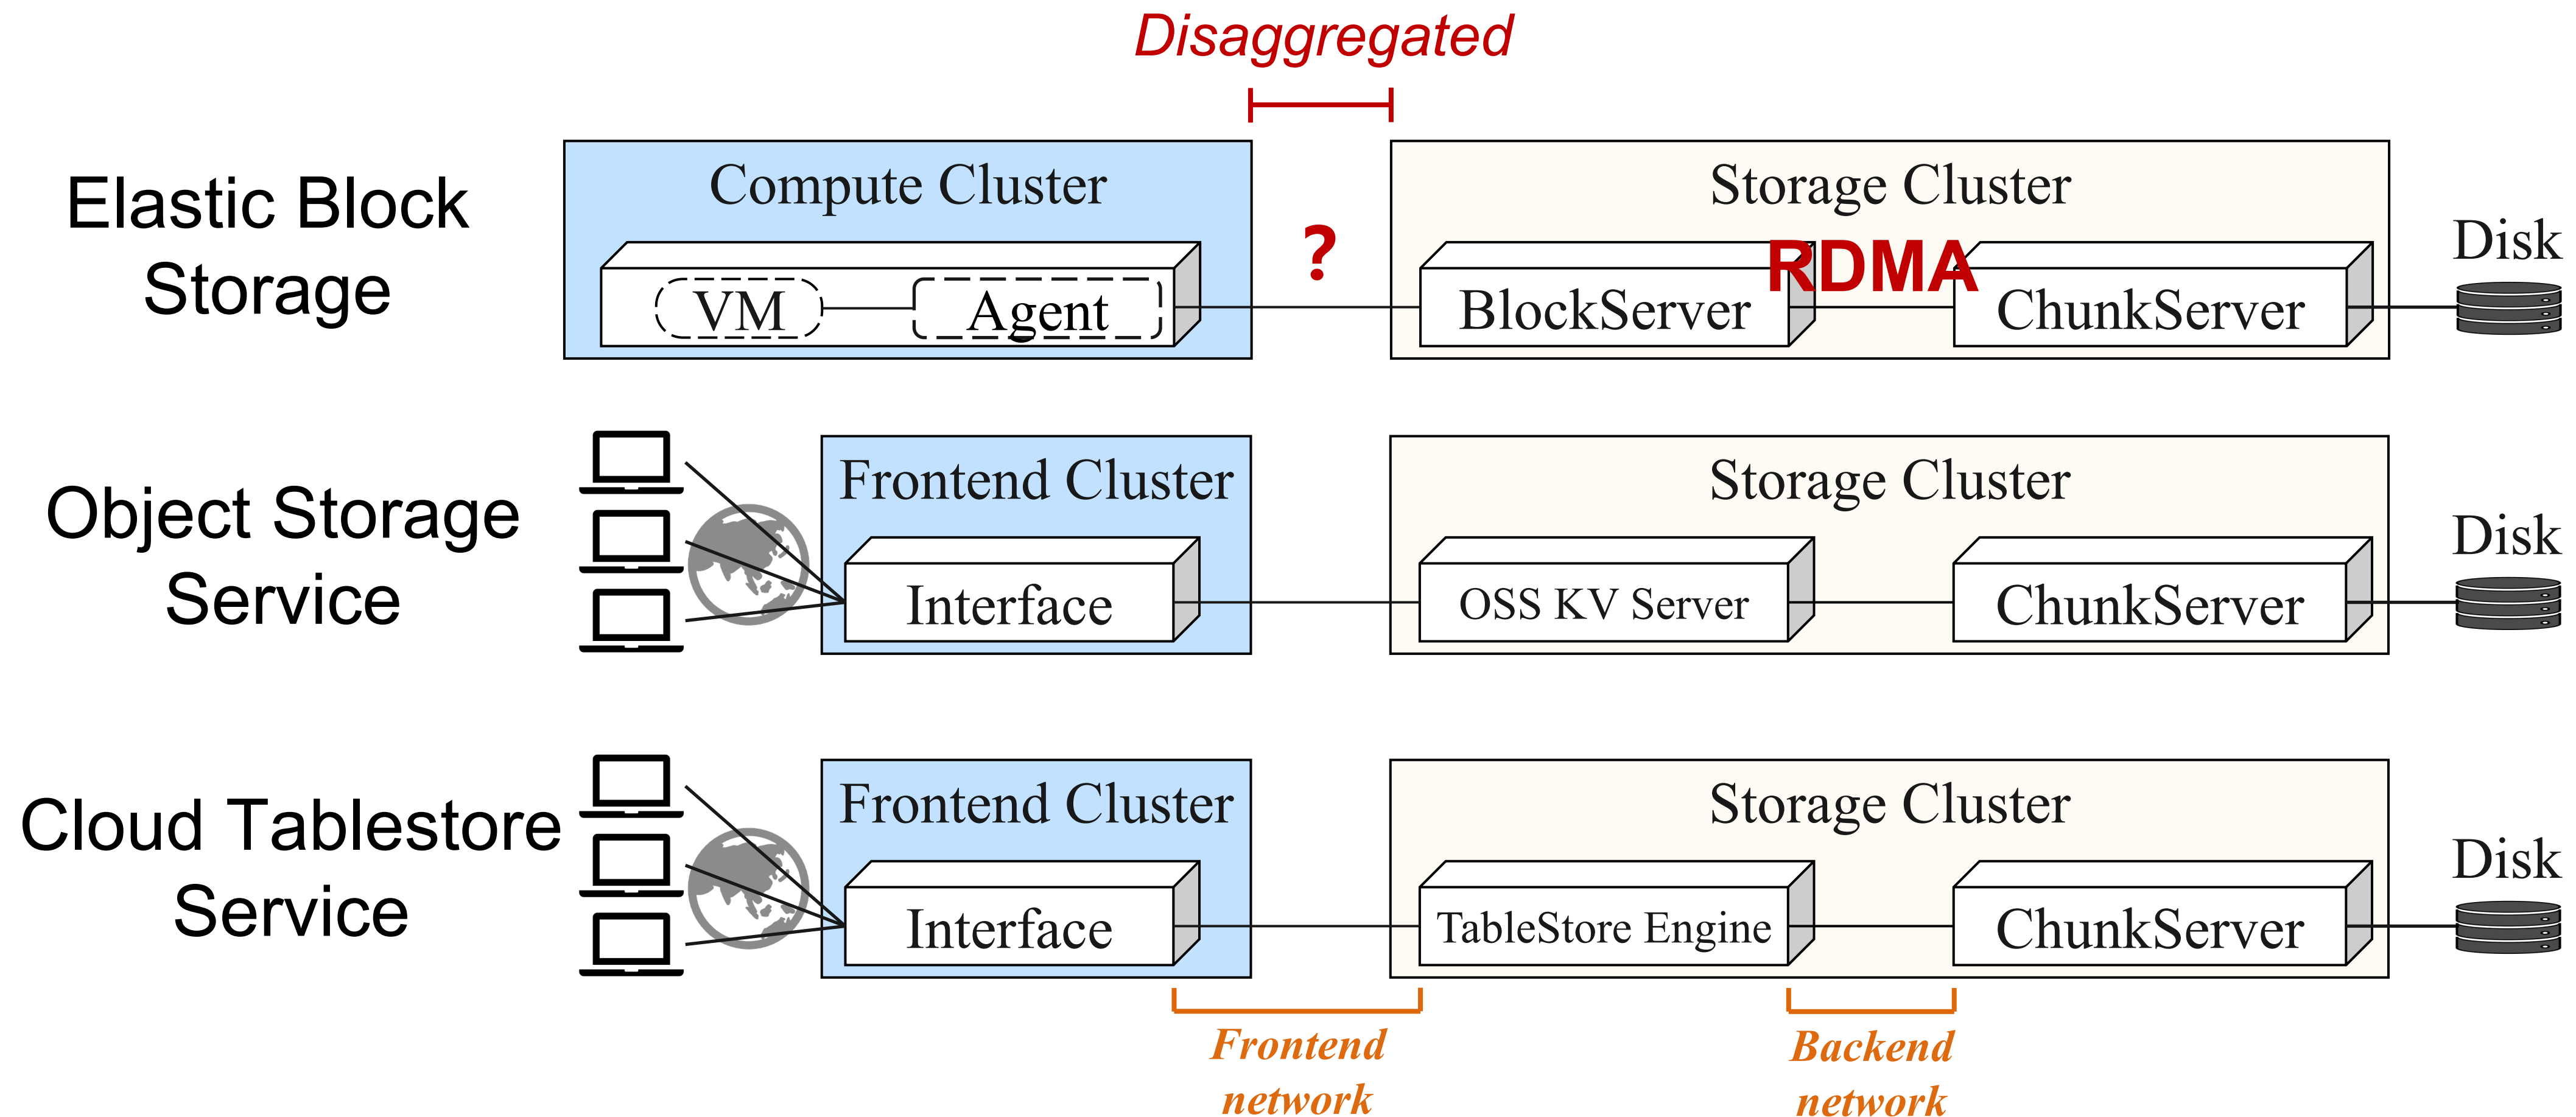 Disaggregated
Elastic Block
Storage
Compute Cluster
VM
Agent
?
Storage Cluster
BlockServer
RDMA
ChunkServer
Disk
Object Storage
Service
Frontend Cluster
Interface
Storage Cluster
OSS KV Server
ChunkServer
Disk
Cloud Tablestore
Service
Frontend Cluster
Interface
Storage Cluster
TableStore Engine
ChunkServer
Disk
Frontend
network
Backend
network